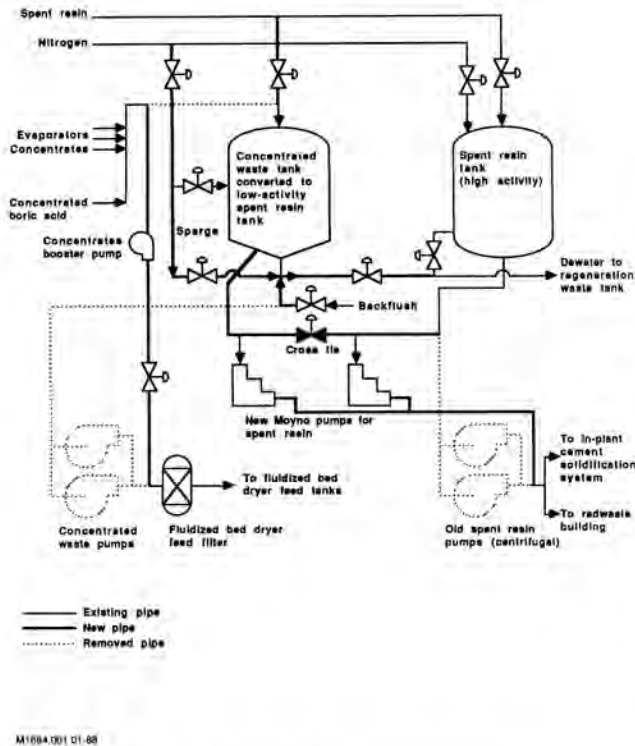 Spent resin
Nitrogen
Evaporators
Concentrates
Concentrated
boric acid
Concentrates
booster pump
Sparge
Concentrated
waste tank
converted to
low-activity
spent resin
tank
Spent resin
tank
(high activity)
Dewater to
regeneration
waste tank
Backflush
Cross tie
New Moyno pumps for
spent resin
To fluidized bed
dryer feed tanks
Concentrated
waste pumps
Fluidized bed dryer
feed filter
Old spent resin
pumps (centrifugal)
To in-plant
cement
solidification
system
To radwaste
building
Existing pipe
New pipe
Removed pipe
M1684.001 01-88